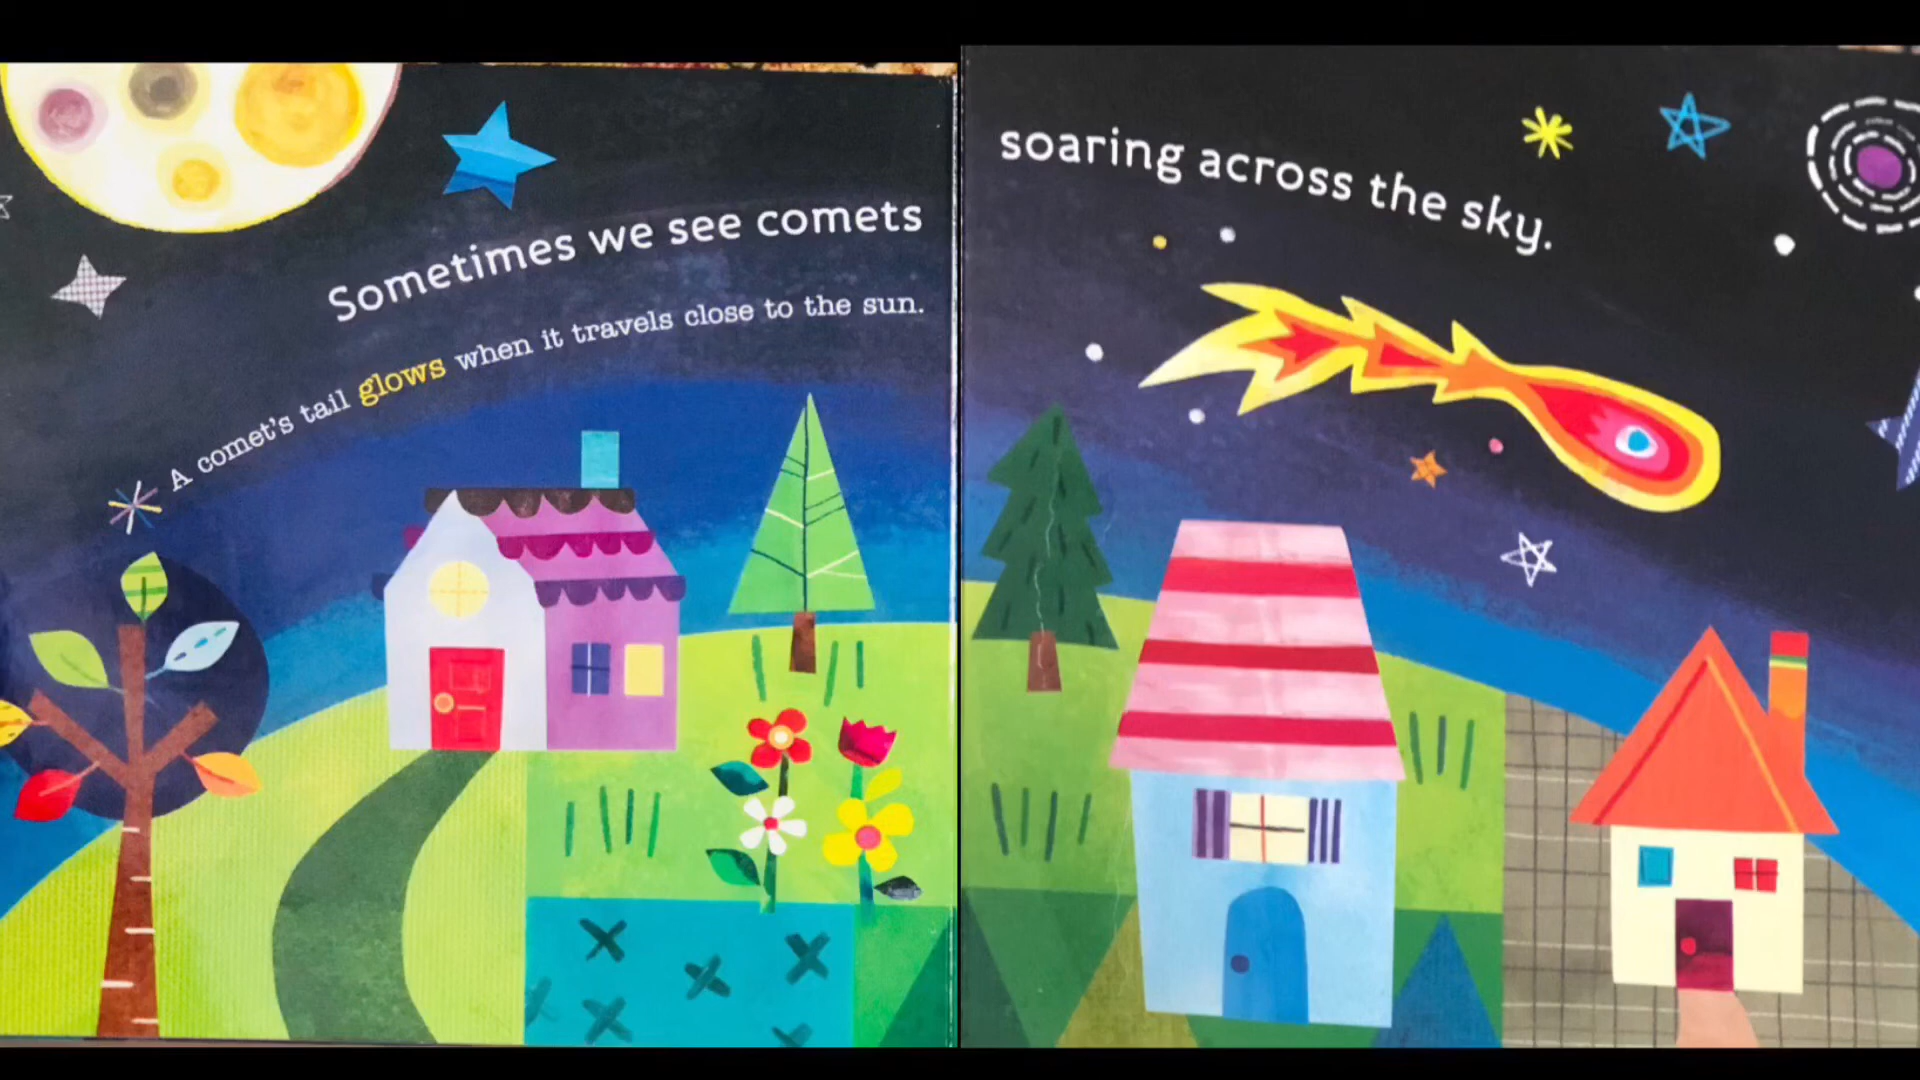 Sometimes we see comets
A comet's tail glows when it travels close to the sun.
soaring across the sky.